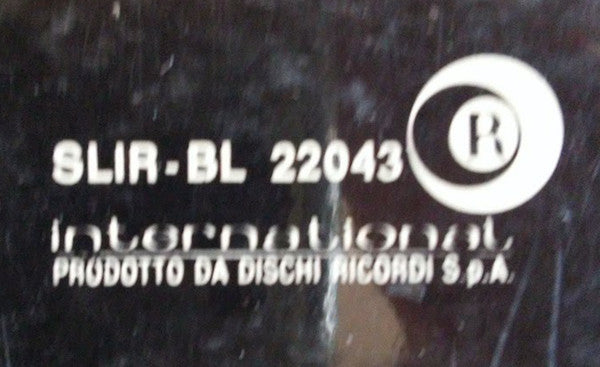 SLIR-BL 22043
R
international
PRODOTTO DA DISCHI RICORDI S.p.A.